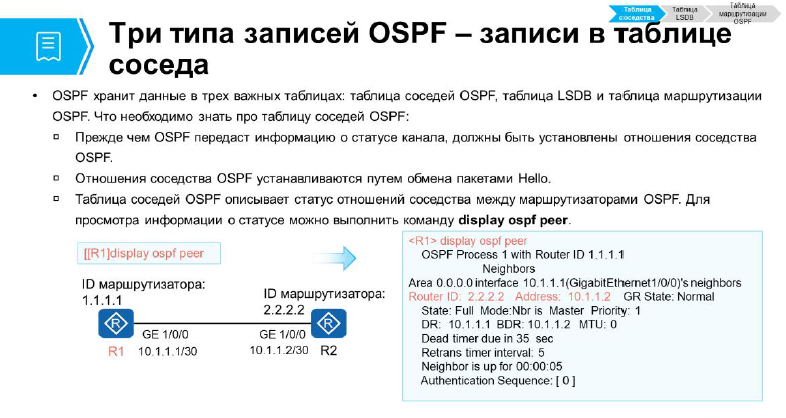 Таблица
соседства
Таблица
LSDB
Таблица
маршрутизации
OSPF
Три типа записей OSPF – записи в таблице
соседа
• OSPF хранит данные в трех важных таблицах: таблица соседей OSPF, таблица LSDB и таблица маршрутизации
OSPF. Что необходимо знать про таблицу соседей OSPF:
Прежде чем OSPF передаст информацию о статусе канала, должны быть установлены отношения соседства
OSPF.
Отношения соседства OSPF устанавливаются путем обмена пакетами Hello.
Таблица соседей OSPF описывает статус отношений соседства между маршрутизаторами OSPF. Для
просмотра информации о статусе можно выполнить команду display ospf peer.
[[R1]display ospf peer
ID маршрутизатора:
1.1.1.1
ID маршрутизатора:
2.2.2.2
R
R
GE 1/0/0
GE 1/0/0
R1
10.1.1.1/30
10.1.1.2/30
R2
<R1> display ospf peer
OSPF Process 1 with Router ID 1.1.1.1
Neighbors
Area 0.0.0.0 interface 10.1.1.1(GigabitEthernet1/0/0)'s neighbors
Router ID: 2.2.2.2 Address: 10.1.1.2 GR State: Normal
State: Full Mode:Nbr is Master Priority: 1
DR: 10.1.1.1 BDR: 10.1.1.2 MTU: 0
Dead timer due in 35 sec
Retrans timer interval: 5
Neighbor is up for 00:00:05
Authentication Sequence: [ 0 ]